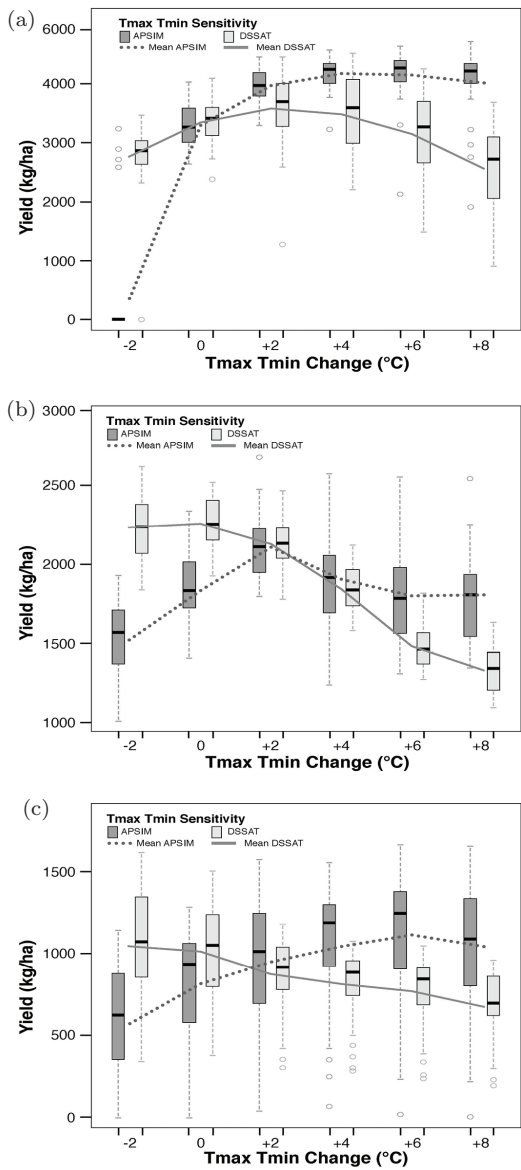 (a)
Tmax Tmin Sensitivity
APSIM DSSAT
Mean APSIM Mean DSSAT
6000
4000
3000
2000
1000
0
Yield (kg/ha)
-2 0 +2 +4 +6 +8
Tmax Tmin Change (°C)
(b)
Tmax Tmin Sensitivity
APSIM DSSAT
Mean APSIM Mean DSSAT
3000
2500
2000
1500
1000
Yield (kg/ha)
-2 0 +2 +4 +6 +8
Tmax Tmin Change (°C)
(c)
Tmax Tmin Sensitivity
APSIM DSSAT
Mean APSIM Mean DSSAT
1500
1000
500
0
Yield (kg/ha)
-2 0 +2 +4 +6 +8
Tmax Tmin Change (°C)